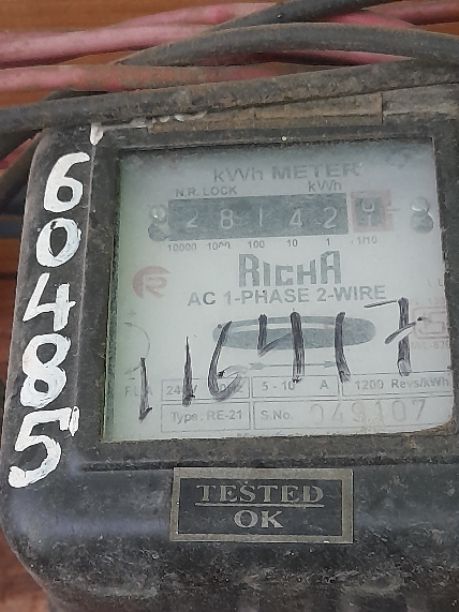 60485
kWh METER
N.R. LOCK kWh
2 8 1 4 2 9
10000 1000 100 10 1 1/10
RICHA
AC 1-PHASE 2-WIRE
116417
5 - 10 A 1200 Revs/kWh
Type: RE-21 S.No. 049107
TESTED
OK